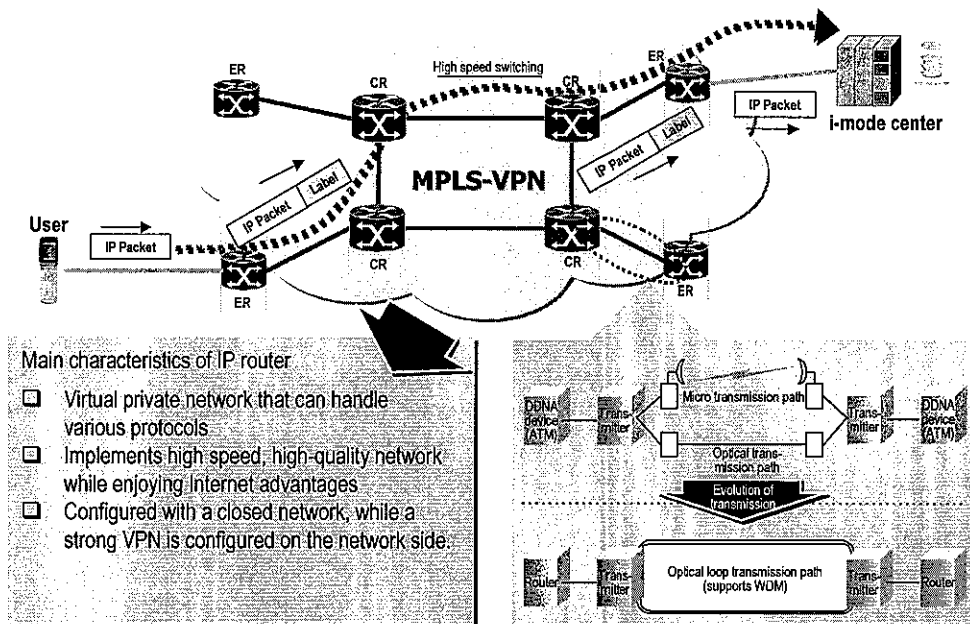 ER
CR
High speed switching
CR
ER
IP Packet
i-mode center
IP Packet
Label
MPLS-VPN
IP Packet
Label
User
IP Packet
ER
CR
CR
ER
Main characteristics of IP router
Virtual private network that can handle
various protocols
Implements high speed, high-quality network
while enjoying Internet advantages
Configured with a closed network, while a
strong VPN is configured on the network side.
DDNA
device
(ATM)
Trans-
mitter
Micro transmission path
Optical trans-
mission path
Trans-
mitter
DDNA
device
(ATM)
Evolution of
transmission
Router
Trans-
mitter
Optical loop transmission path
(supports WDM)
Trans-
mitter
Router